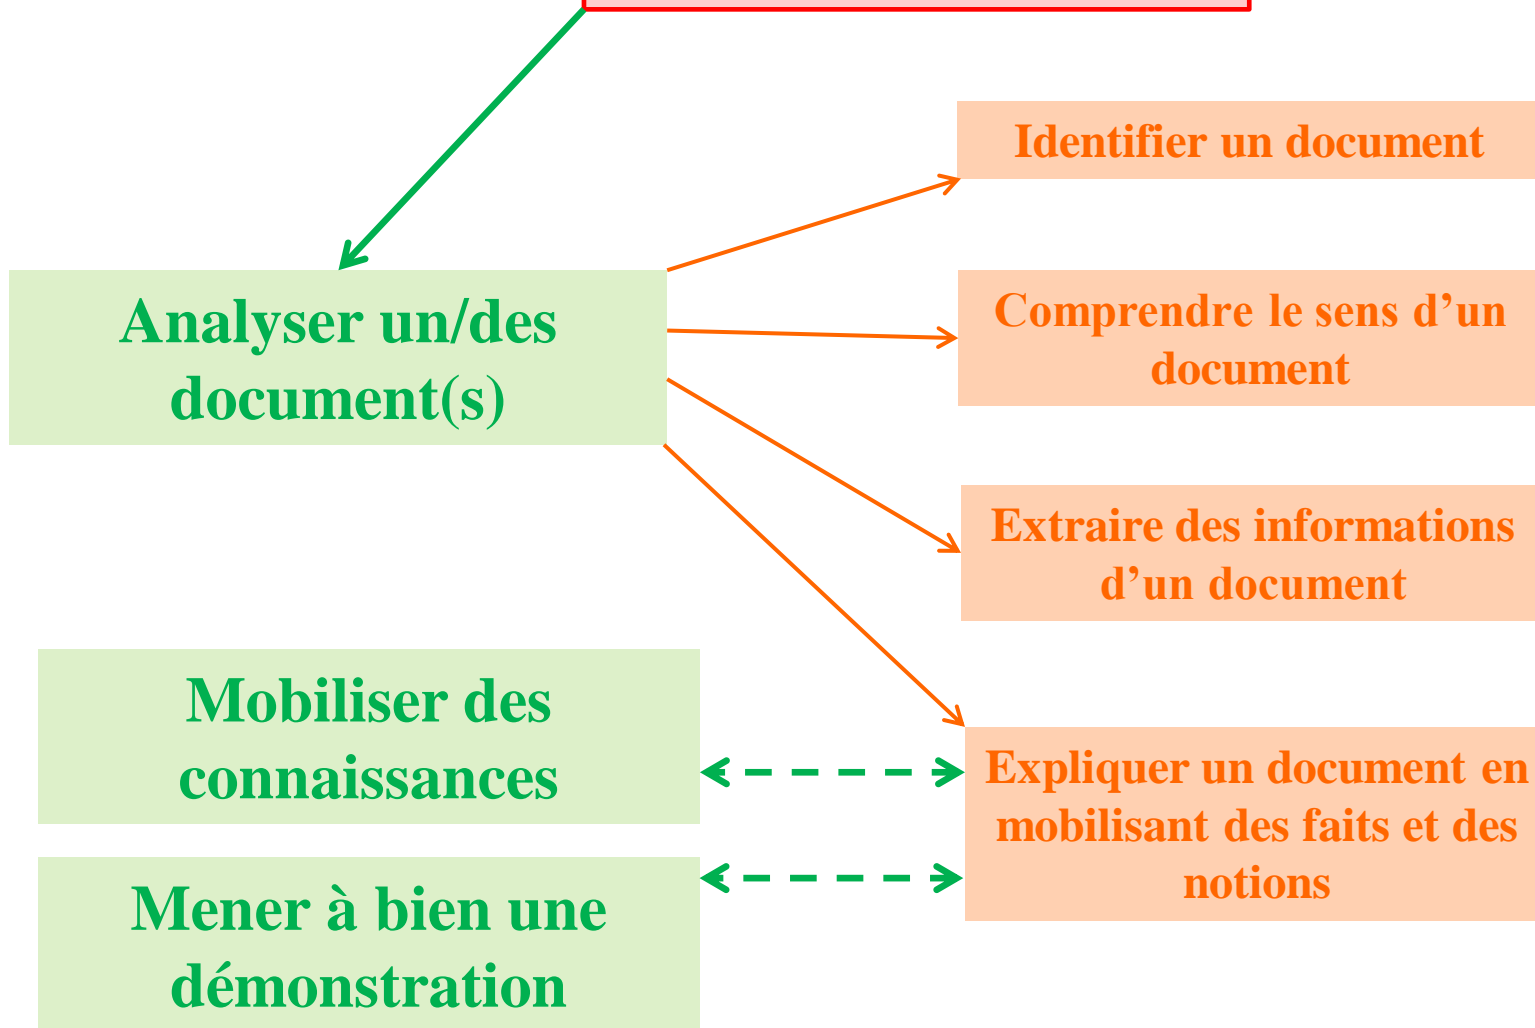 Identifier un document
Analyser un/des
document(s)
Comprendre le sens d’un
document
Extraire des informations
d’un document
Mobiliser des
connaissances
Expliquer un document en
mobilisant des faits et des
notions
Mener à bien une
démonstration